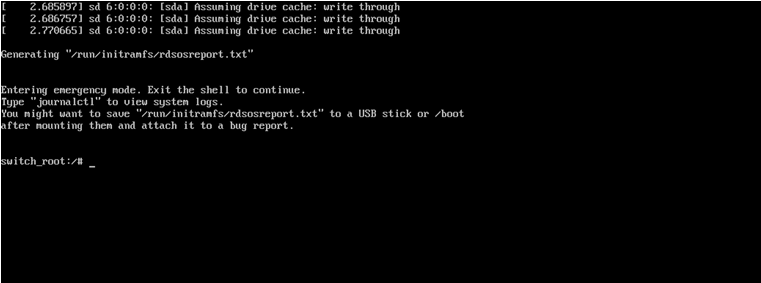 [    2.685897] sd 6:0:0:0: [sda] Assuming drive cache: write through
[    2.686757] sd 6:0:0:0: [sda] Assuming drive cache: write through
[    2.770665] sd 6:0:0:0: [sda] Assuming drive cache: write through
Generating "/run/initramfs/rdsosreport.txt"
Entering emergency mode. Exit the shell to continue.
Type "journalctl" to view system logs.
You might want to save "/run/initramfs/rdsosreport.txt" to a USB stick or /boot
after mounting them and attach it to a bug report.
switch_root:/# _